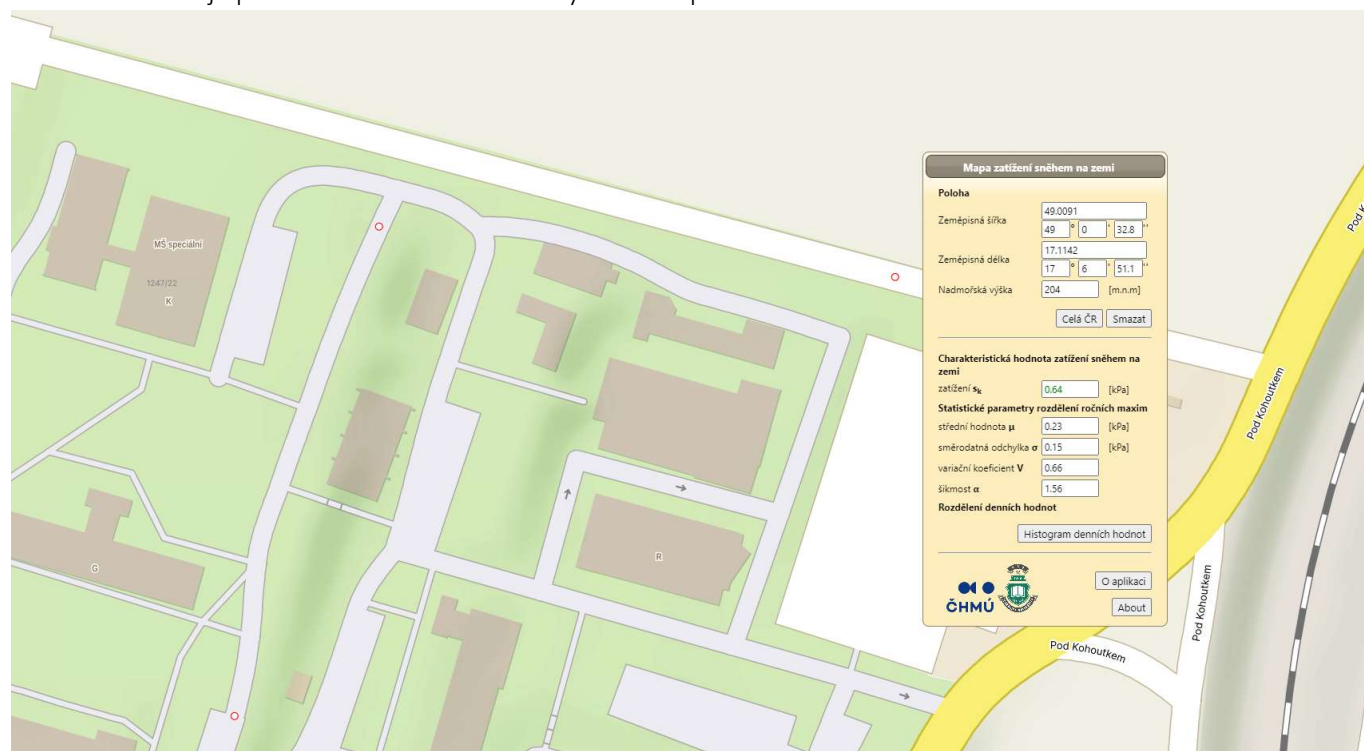 MŠ speciální
1247/22
K
G
R
Mapa zatížení sněhem na zemi
Poloha
Zeměpisná šířka
49.0091
49 ° 0 ' 32.8 ''
Zeměpisná délka
17.1142
17 ° 6 ' 51.1 ''
Nadmořská výška 204 [m.n.m]
Celá ČR Smazat
Charakteristická hodnota zatížení sněhem na
zemi
zatížení sk 0.64 [kPa]
Statistické parametry rozdělení ročních maxim
střední hodnota μ 0.23 [kPa]
směrodatná odchylka σ 0.15 [kPa]
variační koeficient V 0.66
šikmost α 1.56
Rozdělení denních hodnot
Histogram denních hodnot
ČHMÚ
O aplikaci
About
Pod Kohoutkem
Pod Kohoutkem
Pod Kohoutkem